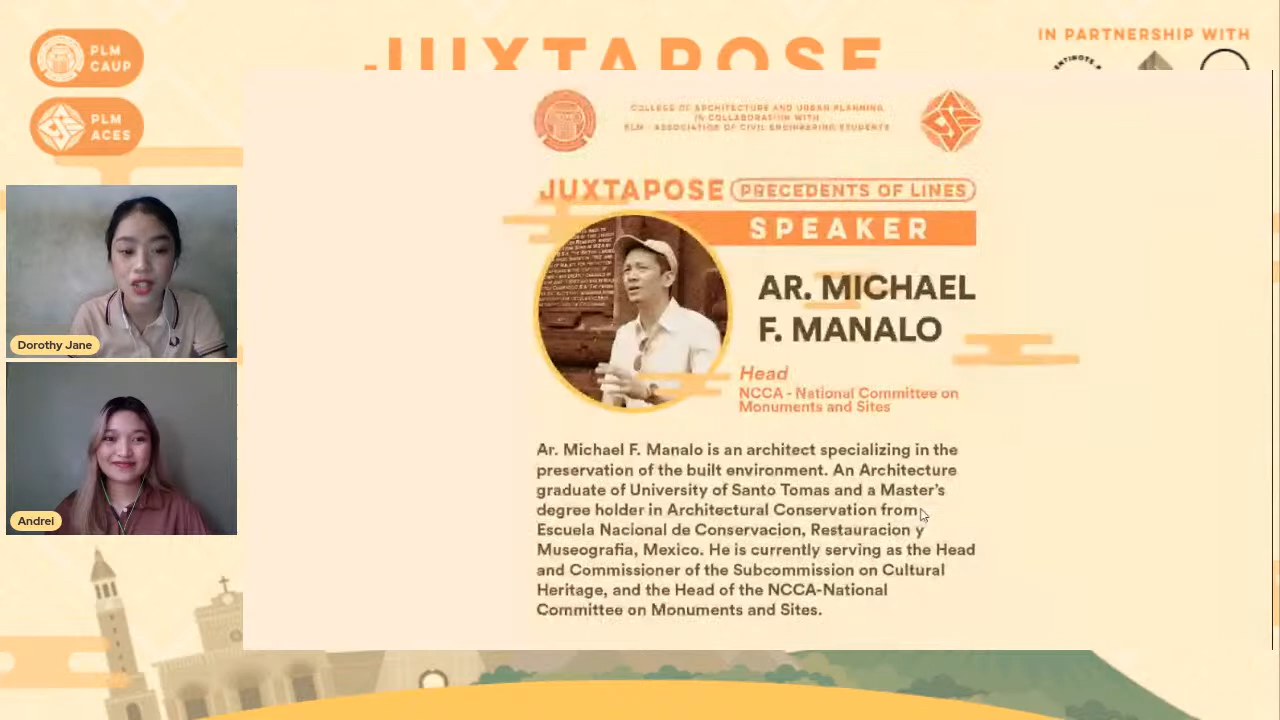 PLM
CAUP
PLM
ACES
JUXTAPOSE
IN PARTNERSHIP WITH
COLLEGE OF ARCHITECTURE AND URBAN PLANNING
IN COLLABORATION WITH
PLM - ASSOCIATION OF CIVIL ENGINEERING STUDENTS
JUXTAPOSE PRECEDENTS OF LINES
SPEAKER
AR. MICHAEL
F. MANALO
Head
NCCA - National Committee on
Monuments and Sites
Ar. Michael F. Manalo is an architect specializing in the
preservation of the built environment. An Architecture
graduate of University of Santo Tomas and a Master's
degree holder in Architectural Conservation from
Escuela Nacional de Conservacion, Restauracion y
Museografia, Mexico. He is currently serving as the Head
and Commissioner of the Subcommission on Cultural
Heritage, and the Head of the NCCA-National
Committee on Monuments and Sites.
Dorothy Jane
Andrei